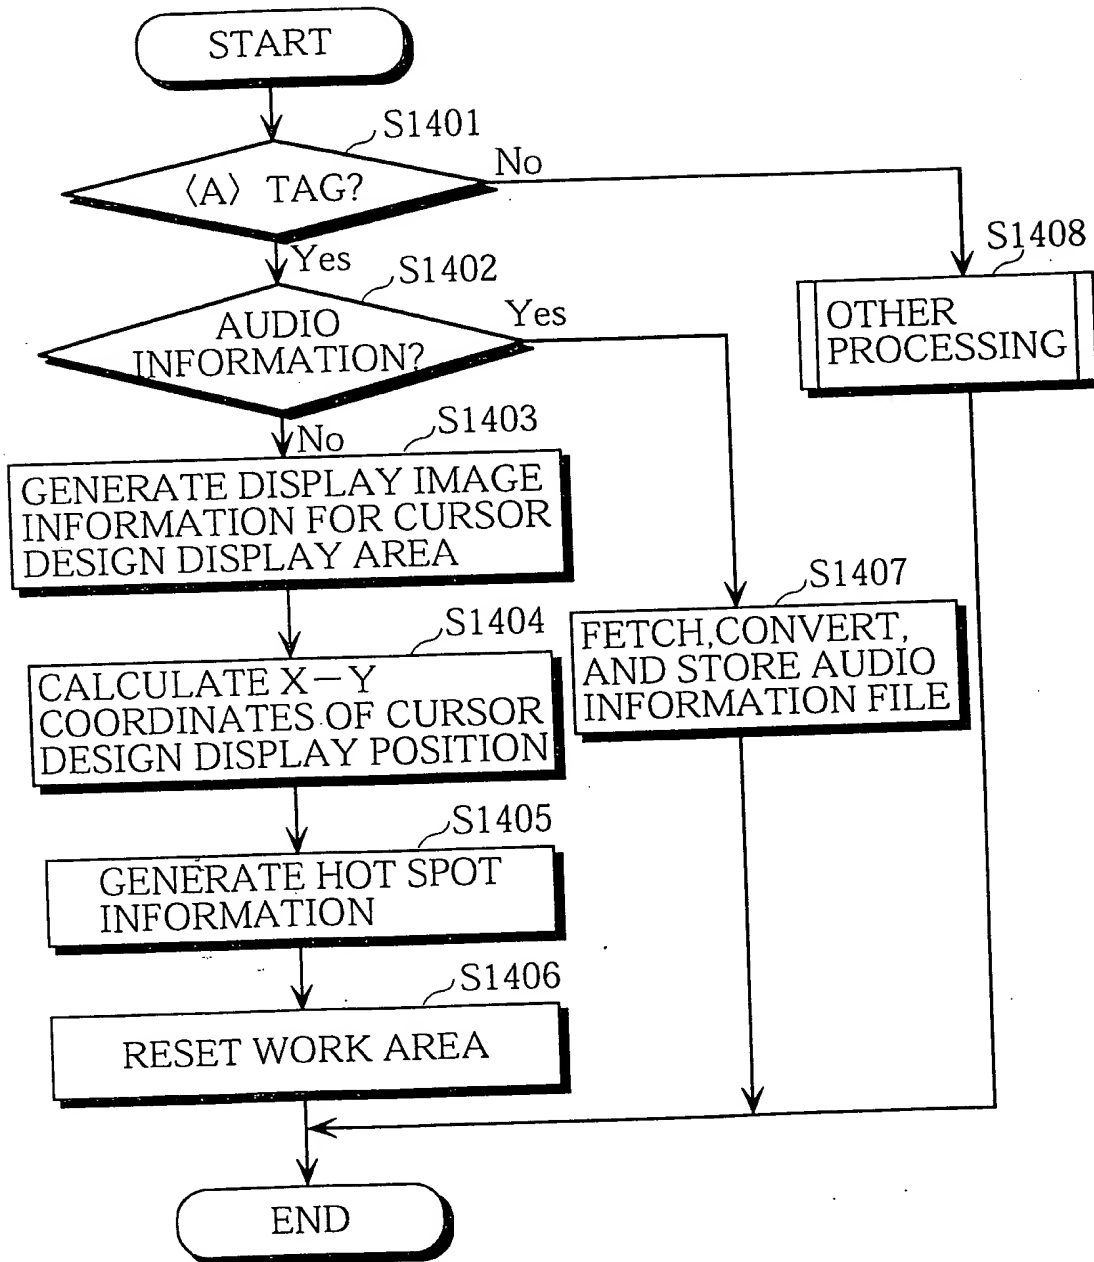 START
S1401
〈A〉 TAG?
No
Yes
S1402
AUDIO
INFORMATION?
Yes
S1408
OTHER
PROCESSING
No
S1403
GENERATE DISPLAY IMAGE
INFORMATION FOR CURSOR
DESIGN DISPLAY AREA
S1404
CALCULATE X－Y
COORDINATES OF CURSOR
DESIGN DISPLAY POSITION
S1407
FETCH,CONVERT,
AND STORE AUDIO
INFORMATION FILE
S1405
GENERATE HOT SPOT
INFORMATION
S1406
RESET WORK AREA
END